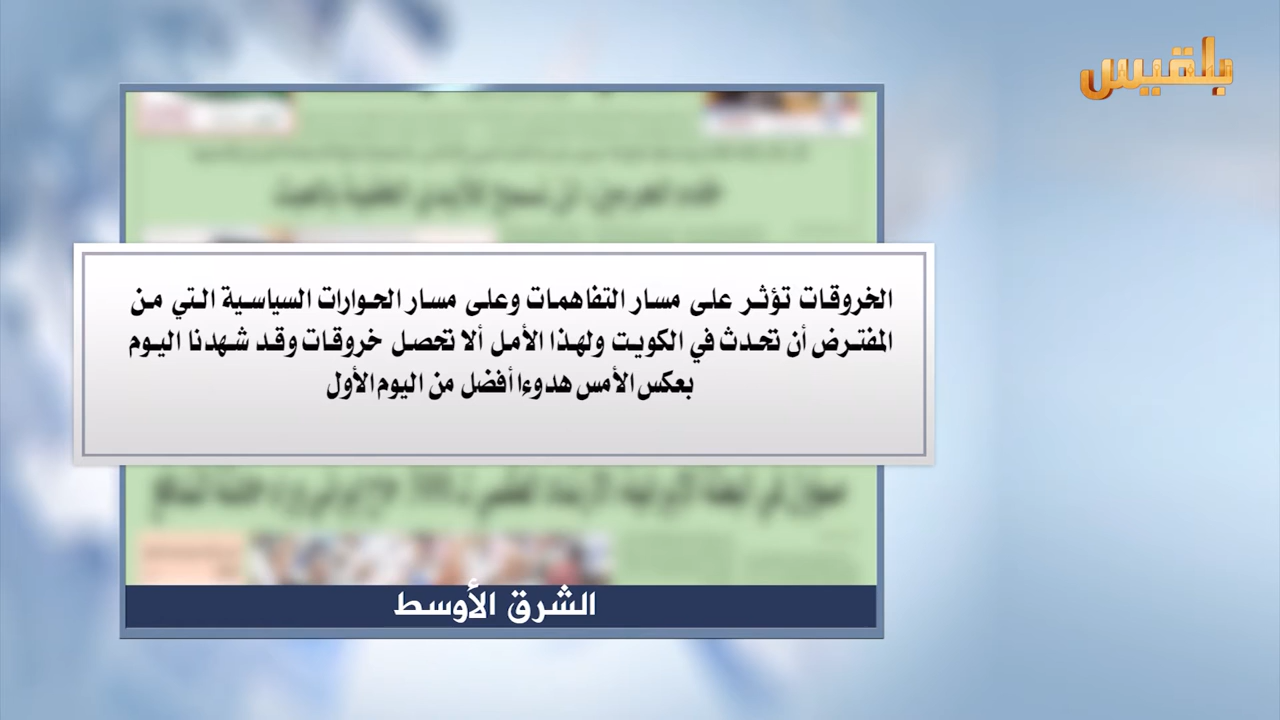 بلقيس
الخروقات تؤثر على مسار التفاهمات وعلى مسار الحوارات السياسية التي من
المفترض أن تحدث في الكويت ولهذا الأمل ألا تحصل خروقات وقد شهدنا اليوم
بعكس الأمس هدوءا أفضل من اليوم الأول
الشرق الأوسط